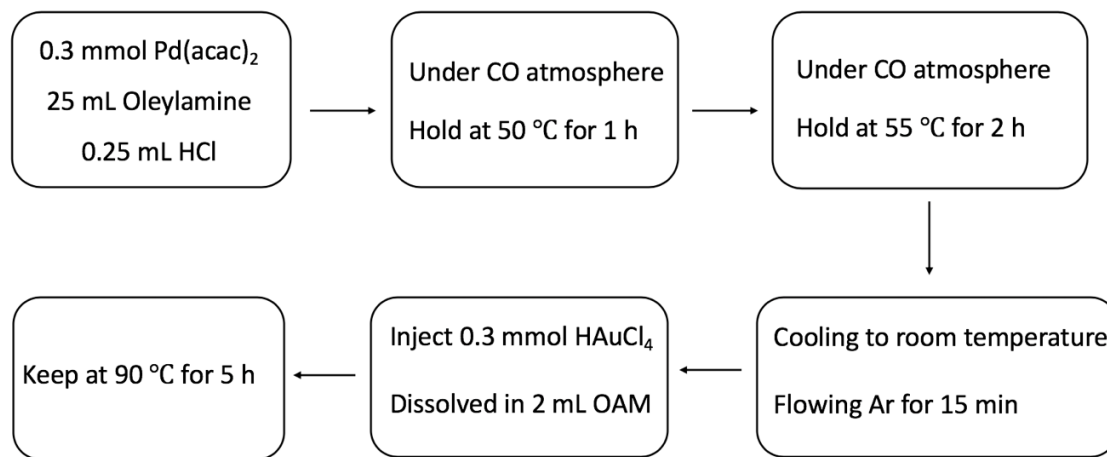 0.3 mmol Pd(acac)₂
25 mL Oleylamine
0.25 mL HCl
Under CO atmosphere
Hold at 50 ℃ for 1 h
Under CO atmosphere
Hold at 55 ℃ for 2 h
Cooling to room temperature
Flowing Ar for 15 min
Inject 0.3 mmol HAuCl₄
Dissolved in 2 mL OAM
Keep at 90 ℃ for 5 h